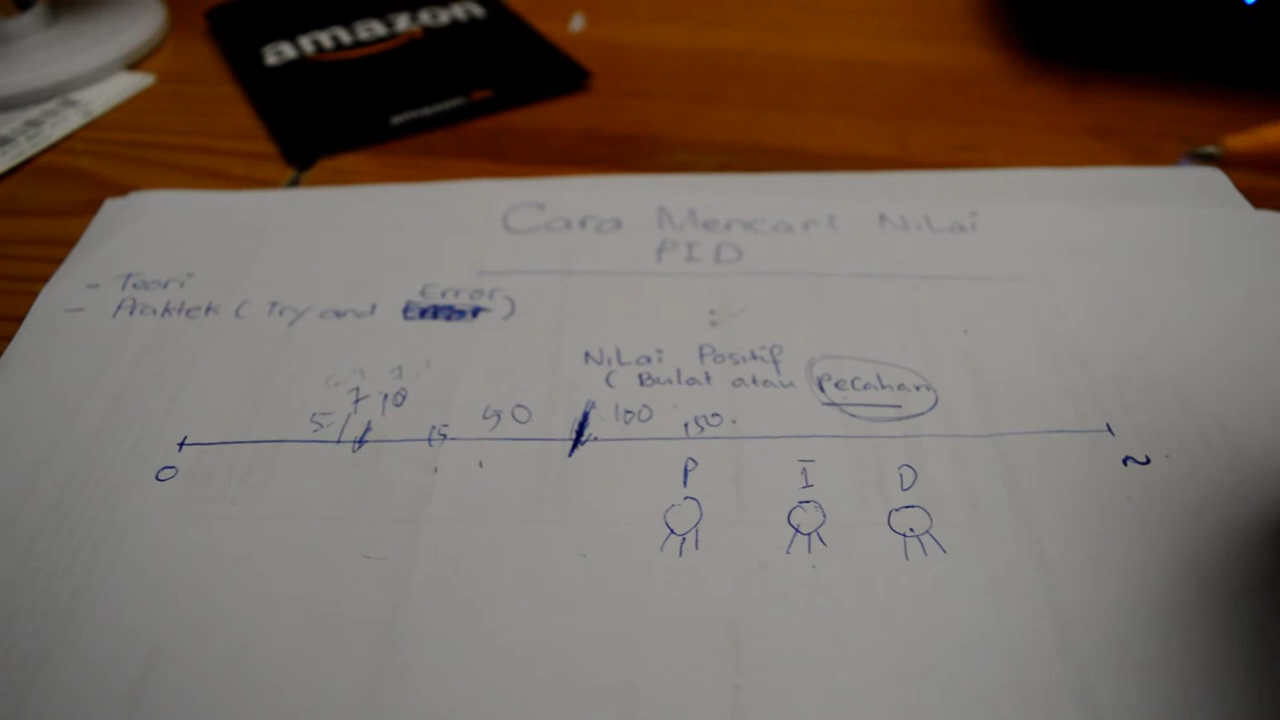 amazon
amazon
Cara Mencari Nilai
PID
- Teori
- Praktek (Try and Error)
Nilai Positif
( Bulat atau pecahan
5 7 10 15 50 100 150
0 ~
P I D